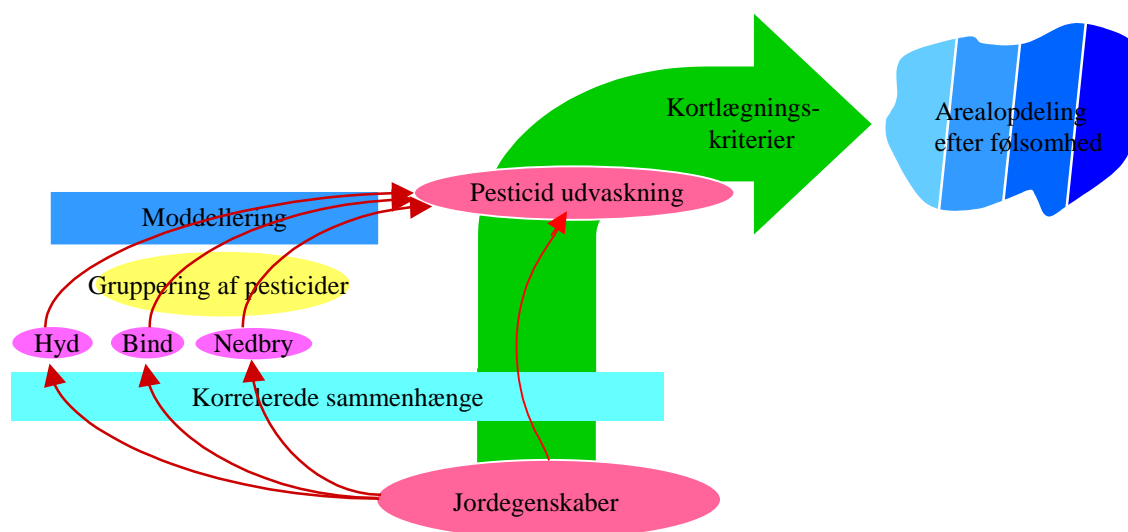 Kortlægnings-
kriterier
Arealopdeling
efter følsomhed
Pesticid udvaskning
Moddellering
Gruppering af pesticider
Hyd Bind Nedbry
Korrelerede sammenhænge
Jordegenskaber